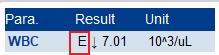 Para. Result Unit
WBC E ↓ 7.01 10^3/uL